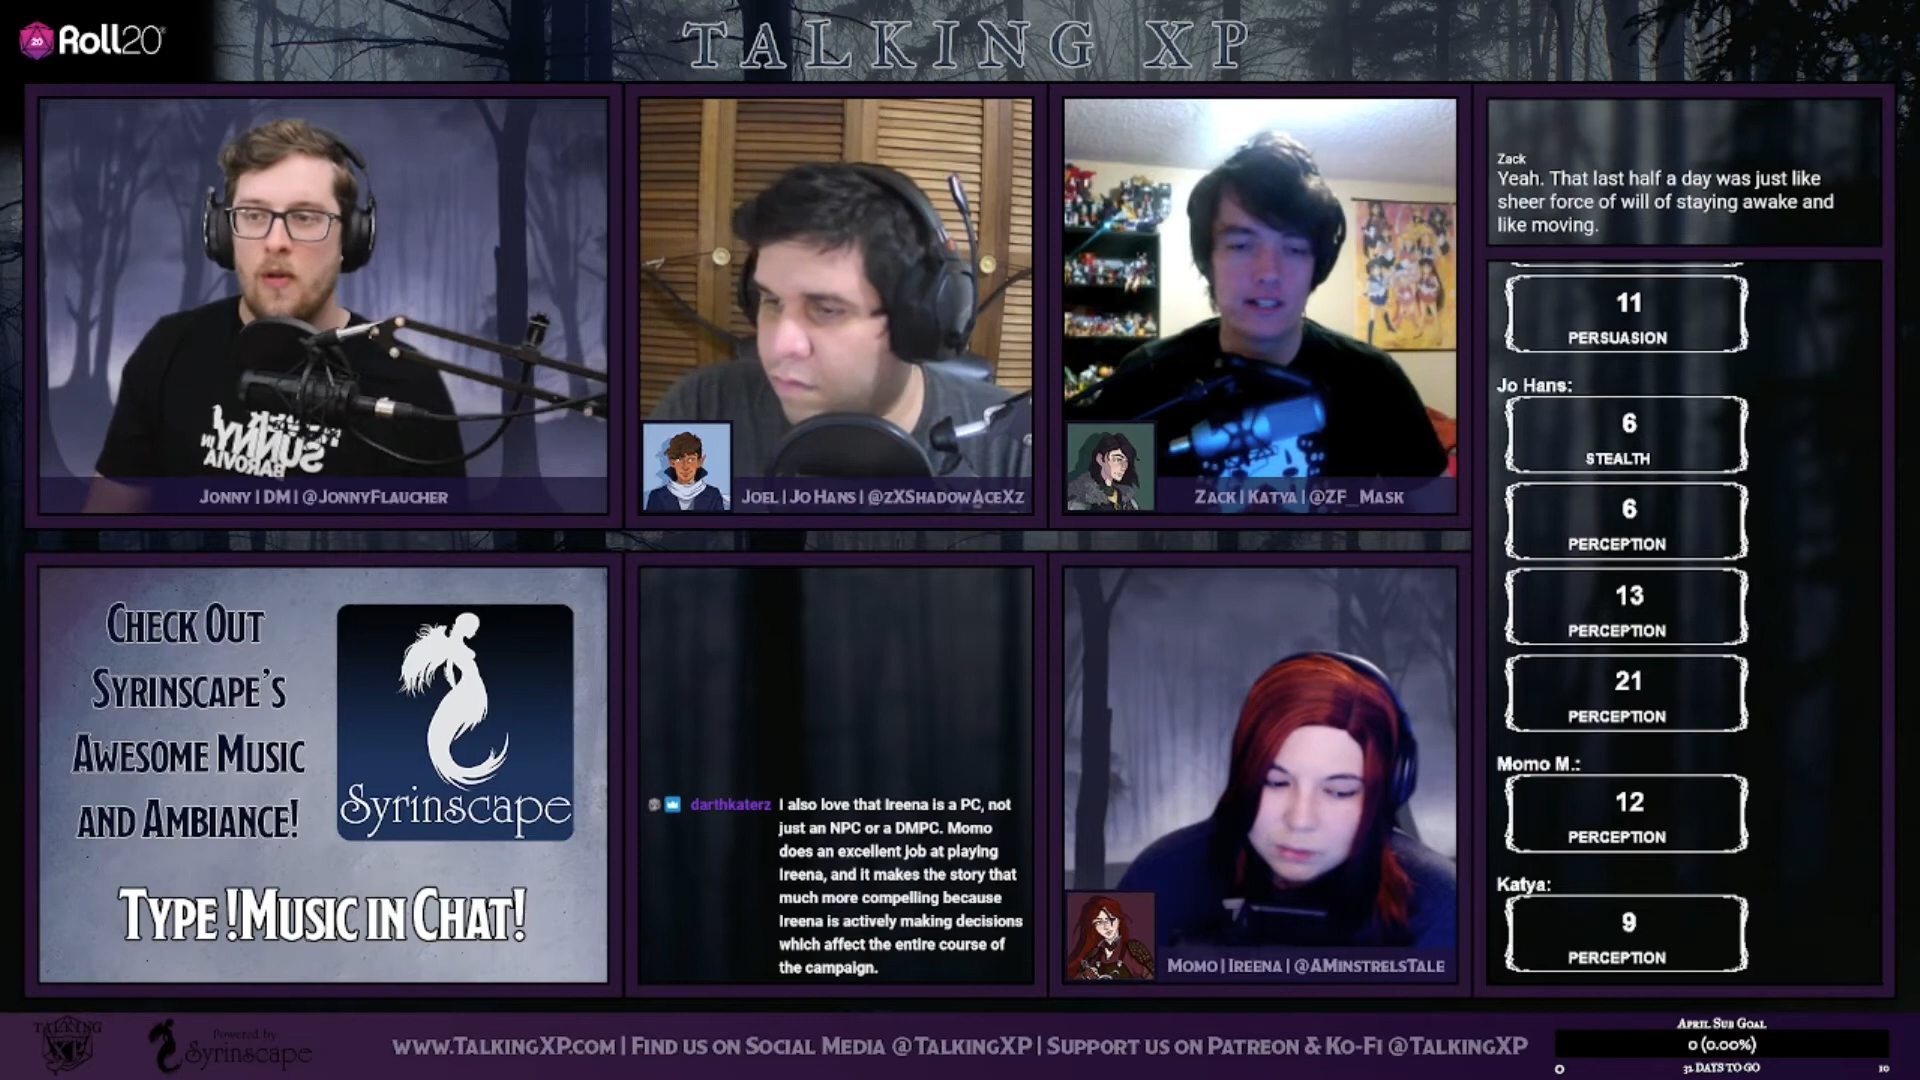 20 Roll20
TALKING XP
Zack
Yeah. That last half a day was just like
sheer force of will of staying awake and
like moving.
11
PERSUASION
Jo Hans:
6
STEALTH
6
PERCEPTION
13
PERCEPTION
21
PERCEPTION
Momo M.:
12
PERCEPTION
Katya:
9
PERCEPTION
SUNNY
IN
BAROVIA
JONNY | DM | @JONNYFLAUCHER
JOEL | JO HANS | @ZXSHADOWACEXZ
ZACK | KATYA | @ZF_MASK
CHECK OUT
SYRINSCAPE'S
AWESOME MUSIC
AND AMBIANCE!
Syrinscape
TYPE !MUSIC IN CHAT!
darthkaterz I also love that Ireena is a PC, not
just an NPC or a DMPC. Momo
does an excellent job at playing
Ireena, and it makes the story that
much more compelling because
Ireena is actively making decisions
which affect the entire course of
the campaign.
MOMO | IREENA | @AMINSTRELSTALE
TALKING
XP
Powered by
Syrinscape
WWW.TALKINGXP.COM | FIND US ON SOCIAL MEDIA @TALKINGXP | SUPPORT US ON PATREON & KO-FI @TALKINGXP
APRIL SUB GOAL
0 (0.00%)
0 32 DAYS TO GO 10